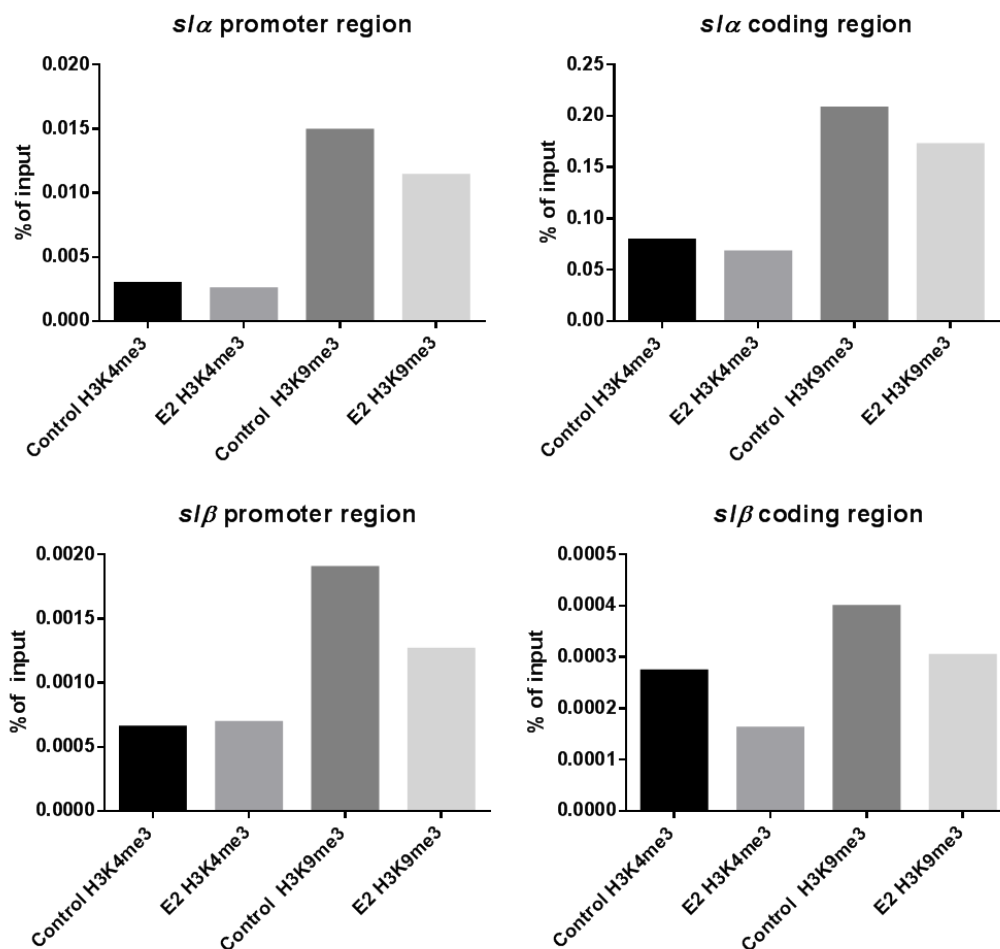 slα promoter region
%of input
0.020
0.015
0.010
0.005
0.000
Control H3K4me3
E2 H3K4me3
Control  H3K9me3
E2 H3K9me3
slα coding region
% of input
0.25
0.20
0.15
0.10
0.05
0.00
Control H3K4me3
E2 H3K4me3
Control  H3K9me3
E2 H3K9me3
slβ promoter region
%of  input
0.0020
0.0015
0.0010
0.0005
0.0000
Control H3K4me3
E2 H3K4me3
Control  H3K9me3
E2 H3K9me3
slβ coding region
% of input
0.0005
0.0004
0.0003
0.0002
0.0001
0.0000
Control H3K4me3
E2 H3K4me3
Control  H3K9me3
E2 H3K9me3